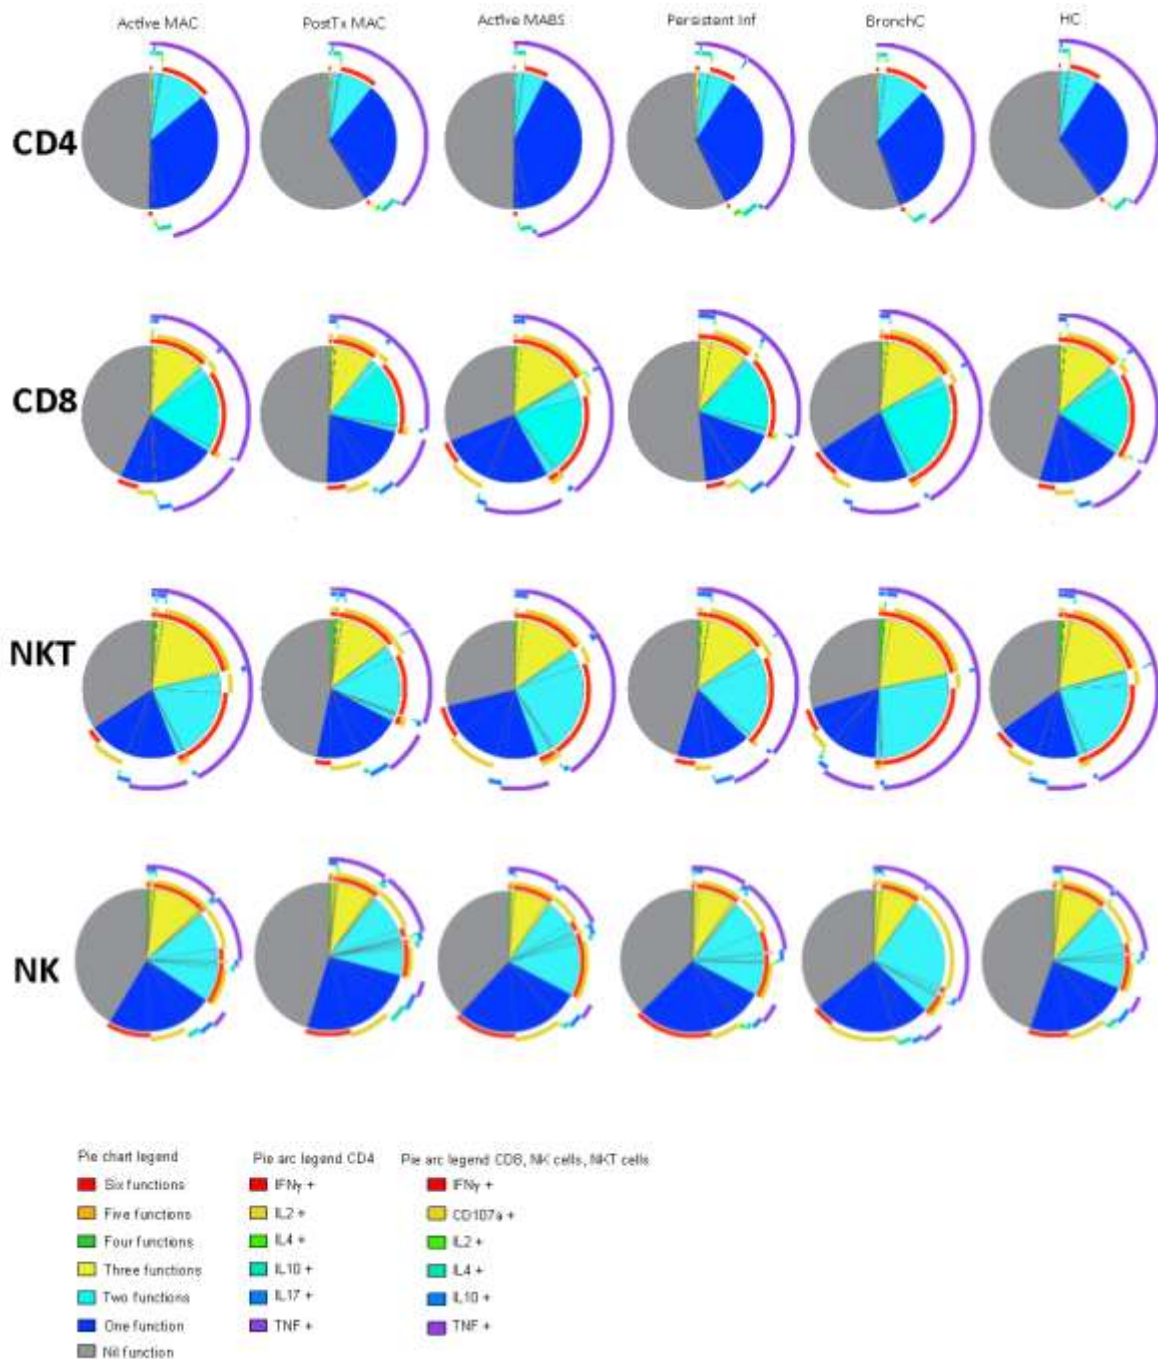 Active MAC PostTx MAC Active MABS Persistent Inf BronchC HC
CD4
CD8
NKT
NK
Pie chart legend Pie arc legend CD4 Pie arc legend CD8, NK cells, NKT cells
Six functions IFNγ + IFNγ +
Five functions IL2 + CD107a +
Four functions IL4 + IL2 +
Three functions IL10 + IL4 +
Two functions IL17 + IL10 +
One function TNF + TNF +
Nil function